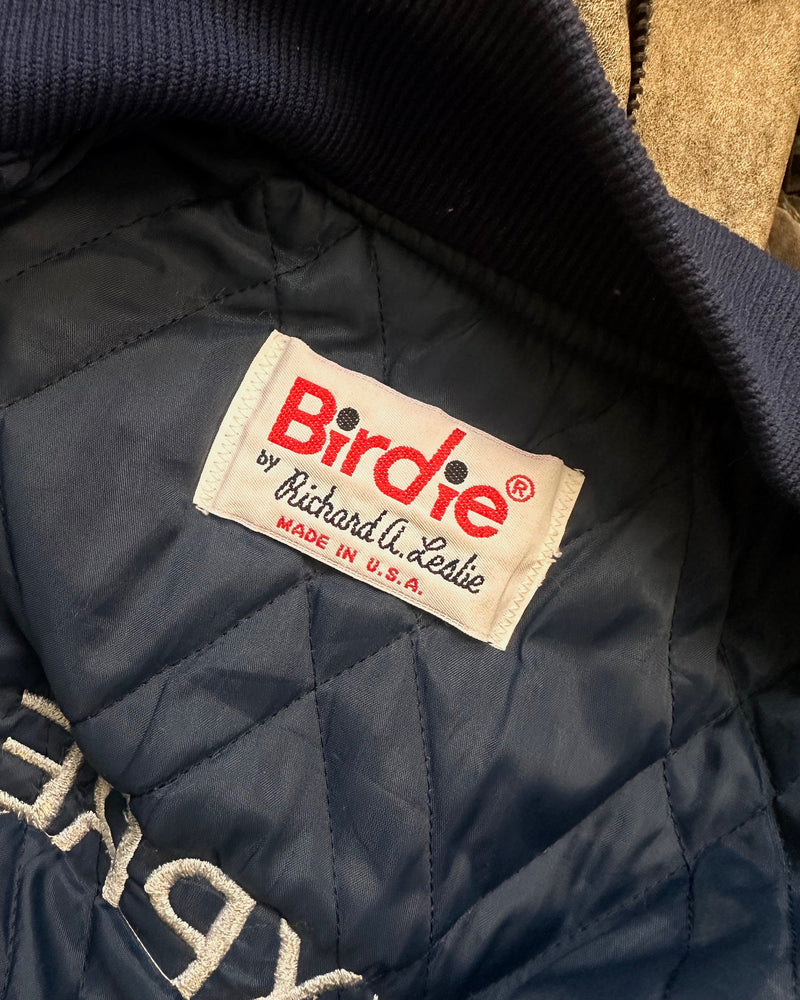 Birdie®
by Richard A. Leslie
MADE IN U.S.A.